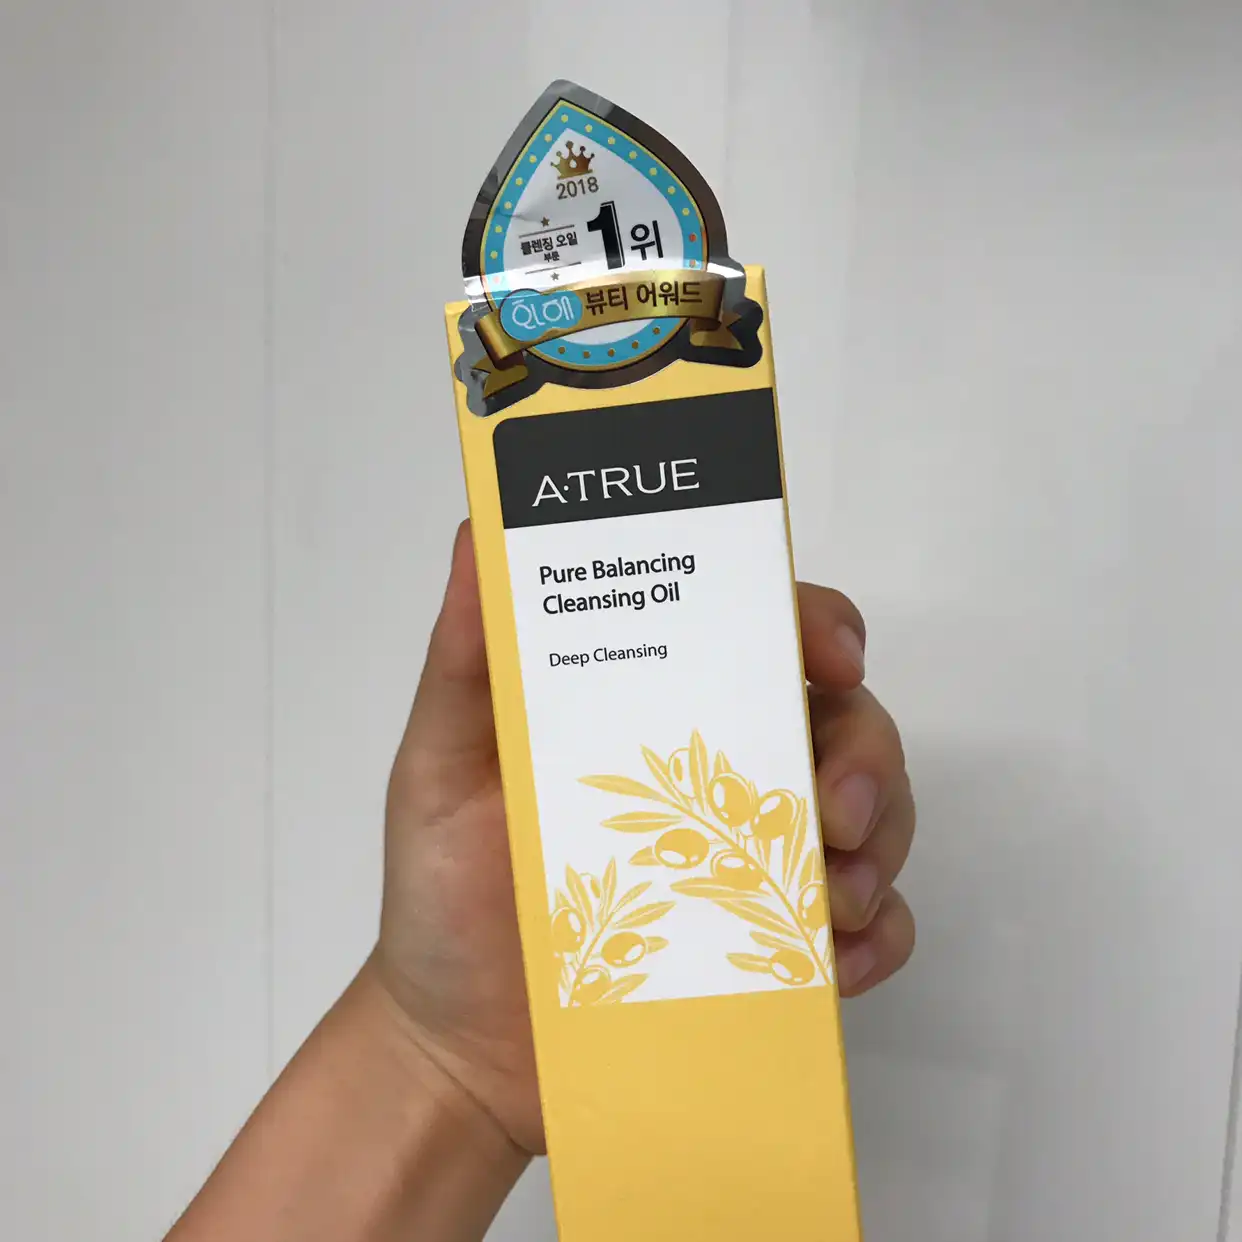 2018
클렌징 오일
부문
1위
화해 뷰티 어워드
A·TRUE
Pure Balancing
Cleansing Oil
Deep Cleansing